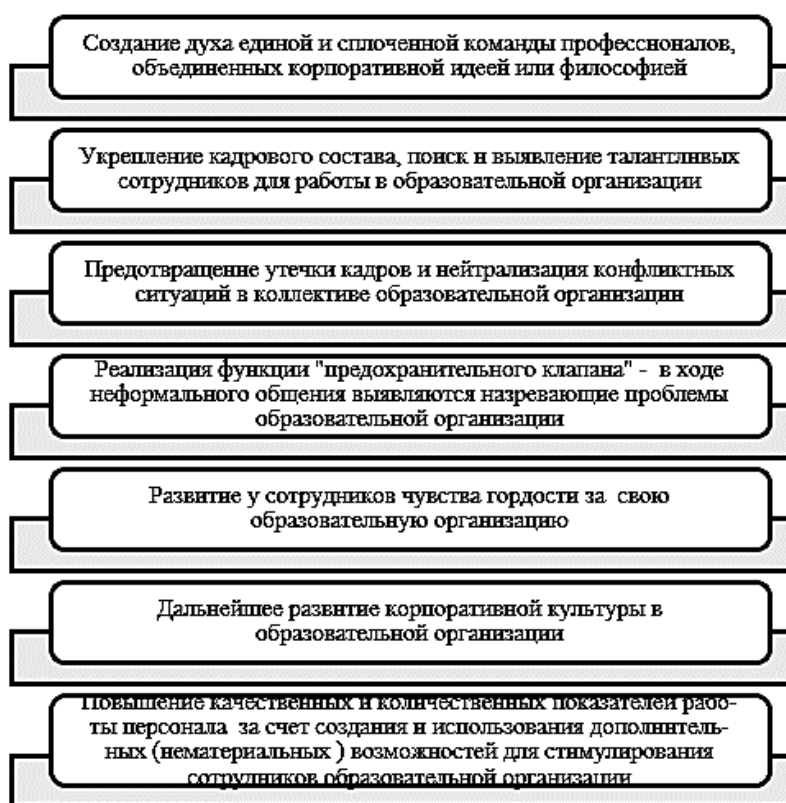 Создание духа единой и сплоченной команды профессионалов,
объединенных корпоративной идеей или философией
Укрепление кадрового состава, поиск и выявление талантливых
сотрудников для работы в образовательной организации
Предотвращение утечки кадров и нейтрализация конфликтных
ситуаций в коллективе образовательной организации
Реализация функции "предохранительного клапана" - в ходе
неформального общения выявляются назревающие проблемы
образовательной организации
Развитие у сотрудников чувства гордости за свою
образовательную организацию
Дальнейшее развитие корпоративной культуры в
образовательной организации
Повышение качественных и количественных показателей рабо-
ты персонала за счет создания и использования дополнитель-
ных (нематериальных ) возможностей для стимулирования
сотрудников образовательной организации